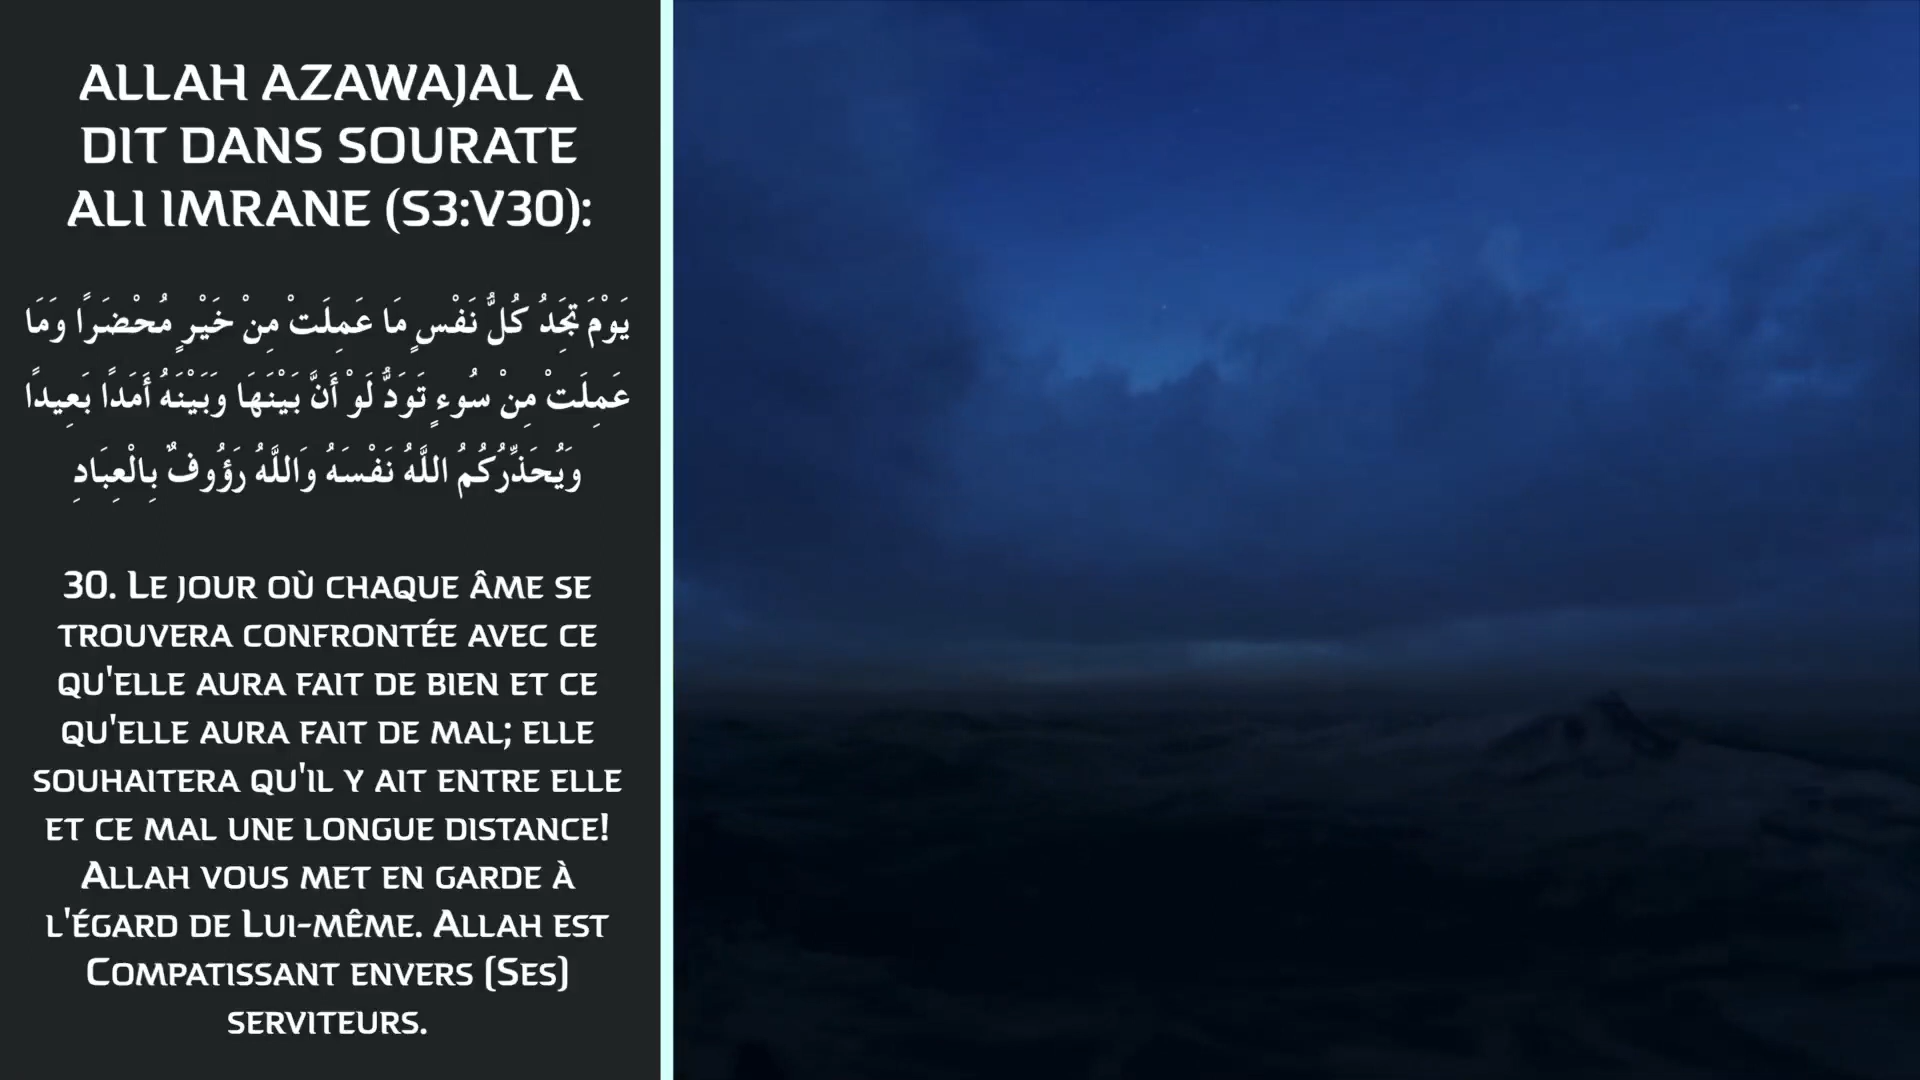 ALLAH AZAWAJAL A
DIT DANS SOURATE
ALI IMRANE (S3:V30):
يَوْمَ تَجِدُ كُلُّ نَفْسٍ مَا عَمِلَتْ مِنْ خَيْرٍ مُحْضَرًا وَمَا
عَمِلَتْ مِنْ سُوءٍ تَوَدُّ لَوْ أَنَّ بَيْنَهَا وَبَيْنَهُ أَمَدًا بَعِيدًا
وَيُحَذِّرُكُمُ اللَّهُ نَفْسَهُ وَاللَّهُ رَؤُوفٌ بِالْعِبَادِ
30. Le jour où chaque âme se
trouvera confrontée avec ce
qu'elle aura fait de bien et ce
qu'elle aura fait de mal; elle
souhaitera qu'il y ait entre elle
et ce mal une longue distance!
Allah vous met en garde à
l'égard de Lui-même. Allah est
Compatissant envers (Ses)
serviteurs.